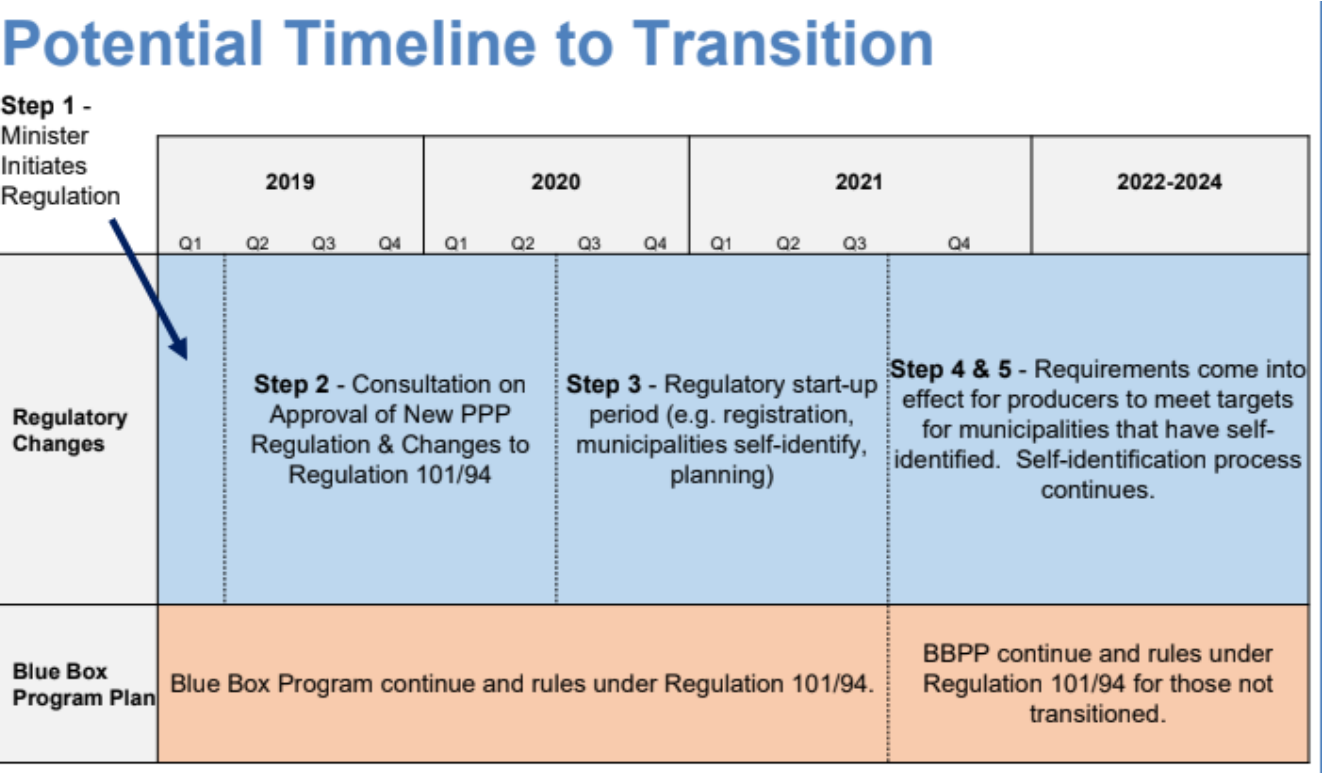 Potential Timeline to Transition
Step 1 -
Minister
Initiates
Regulation
2019
2020
2021
2022-2024
Q1 Q2 Q3 Q4 Q1 Q2 Q3 Q4 Q1 Q2 Q3 Q4
Regulatory
Changes
Step 2 - Consultation on
Approval of New PPP
Regulation & Changes to
Regulation 101/94
Step 3 - Regulatory start-up
period (e.g. registration,
municipalities self-identify,
planning)
Step 4 & 5 - Requirements come into
effect for producers to meet targets
for municipalities that have self-
identified. Self-identification process
continues.
Blue Box
Program Plan
Blue Box Program continue and rules under Regulation 101/94.
BBPP continue and rules under
Regulation 101/94 for those not
transitioned.